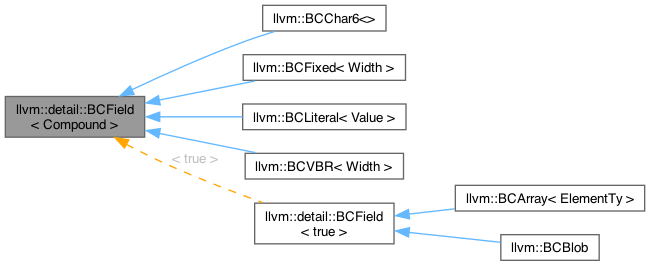 llvm::BCChar6<>
llvm::BCFixed< Width >
llvm::detail::BCField
< Compound >
llvm::BCLiteral< Value >
llvm::BCVBR< Width >
< true >
llvm::detail::BCField
< true >
llvm::BCArray< ElementTy >
llvm::BCBlob